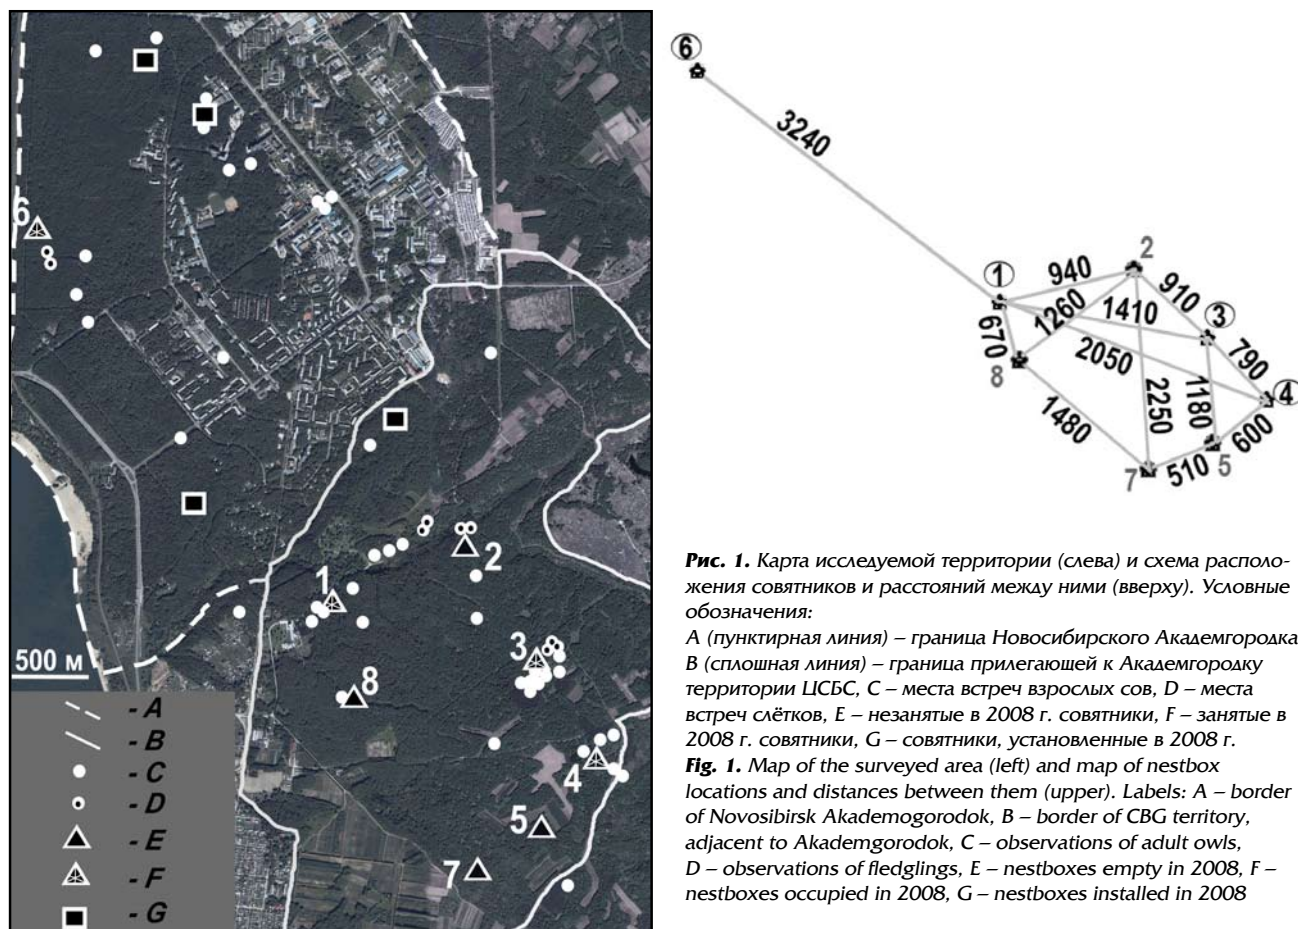 6
1
2
3
8
4
5
7
500 м
- A
- B
- C
- D
- E
- F
- G
6
3240
1
940
2
910
1260
1410
3
670
2050
790
8
4
1480
2250
1180
600
7
510
5
Рис. 1. Карта исследуемой территории (слева) и схема располо-
жения совятников и расстояний между ними (вверху). Условные
обозначения:
A (пунктирная линия) – граница Новосибирского Академгородка
B (сплошная линия) – граница прилегающей к Академгородку
территории ЦСБС, C – места встреч взрослых сов, D – места
встреч слётков, E – незанятые в 2008 г. совятники, F – занятые в
2008 г. совятники, G – совятники, установленные в 2008 г.
Fig. 1. Map of the surveyed area (left) and map of nestbox
locations and distances between them (upper). Labels: A – border
of Novosibirsk Akademogorodok, B – border of CBG territory,
adjacent to Akademgorodok, C – observations of adult owls,
D – observations of fledglings, E – nestboxes empty in 2008, F –
nestboxes occupied in 2008, G – nestboxes installed in 2008